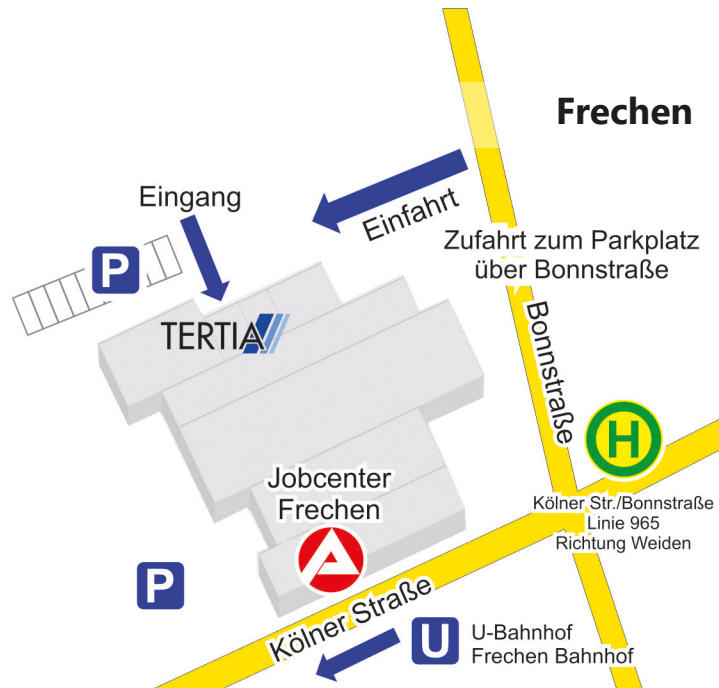 Frechen
Eingang
Einfahrt
P
Zufahrt zum Parkplatz
über Bonnstraße
TERTIA
Bonnstraße
H
Jobcenter
Frechen
Kölner Str./Bonnstraße
Linie 965
Richtung Weiden
P
Kölner Straße
U
U-Bahnhof
Frechen Bahnhof